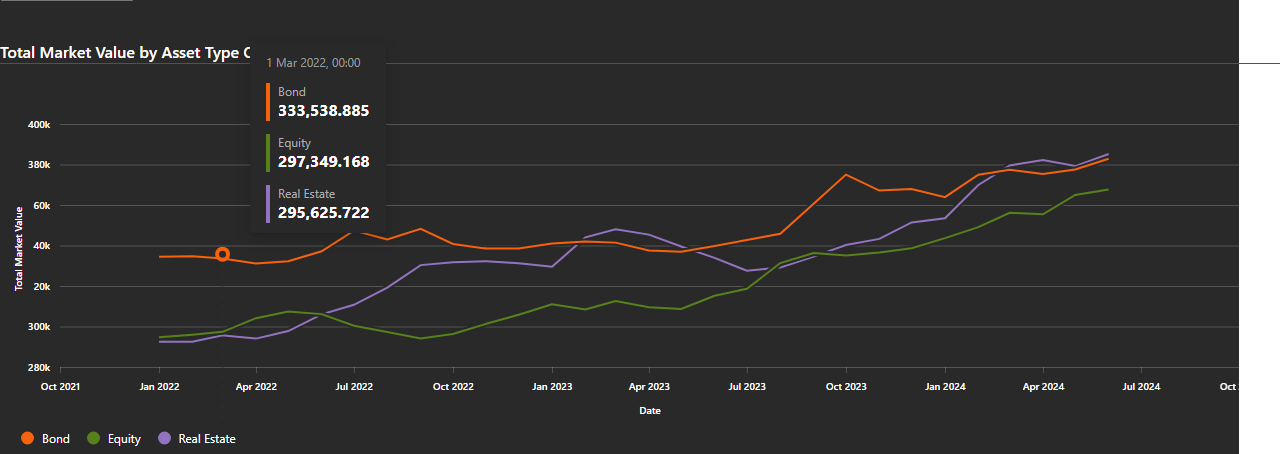 Total Market Value by Asset Type O
1 Mar 2022, 00:00
Bond
333,538.885
Equity
297,349.168
Real Estate
295,625.722
400k
380k
60k
40k
20k
300k
280k
Total Market Value
Oct 2021 Jan 2022 Apr 2022 Jul 2022 Oct 2022 Jan 2023 Apr 2023 Jul 2023 Oct 2023 Jan 2024 Apr 2024 Jul 2024 Oct
Date
Bond Equity Real Estate